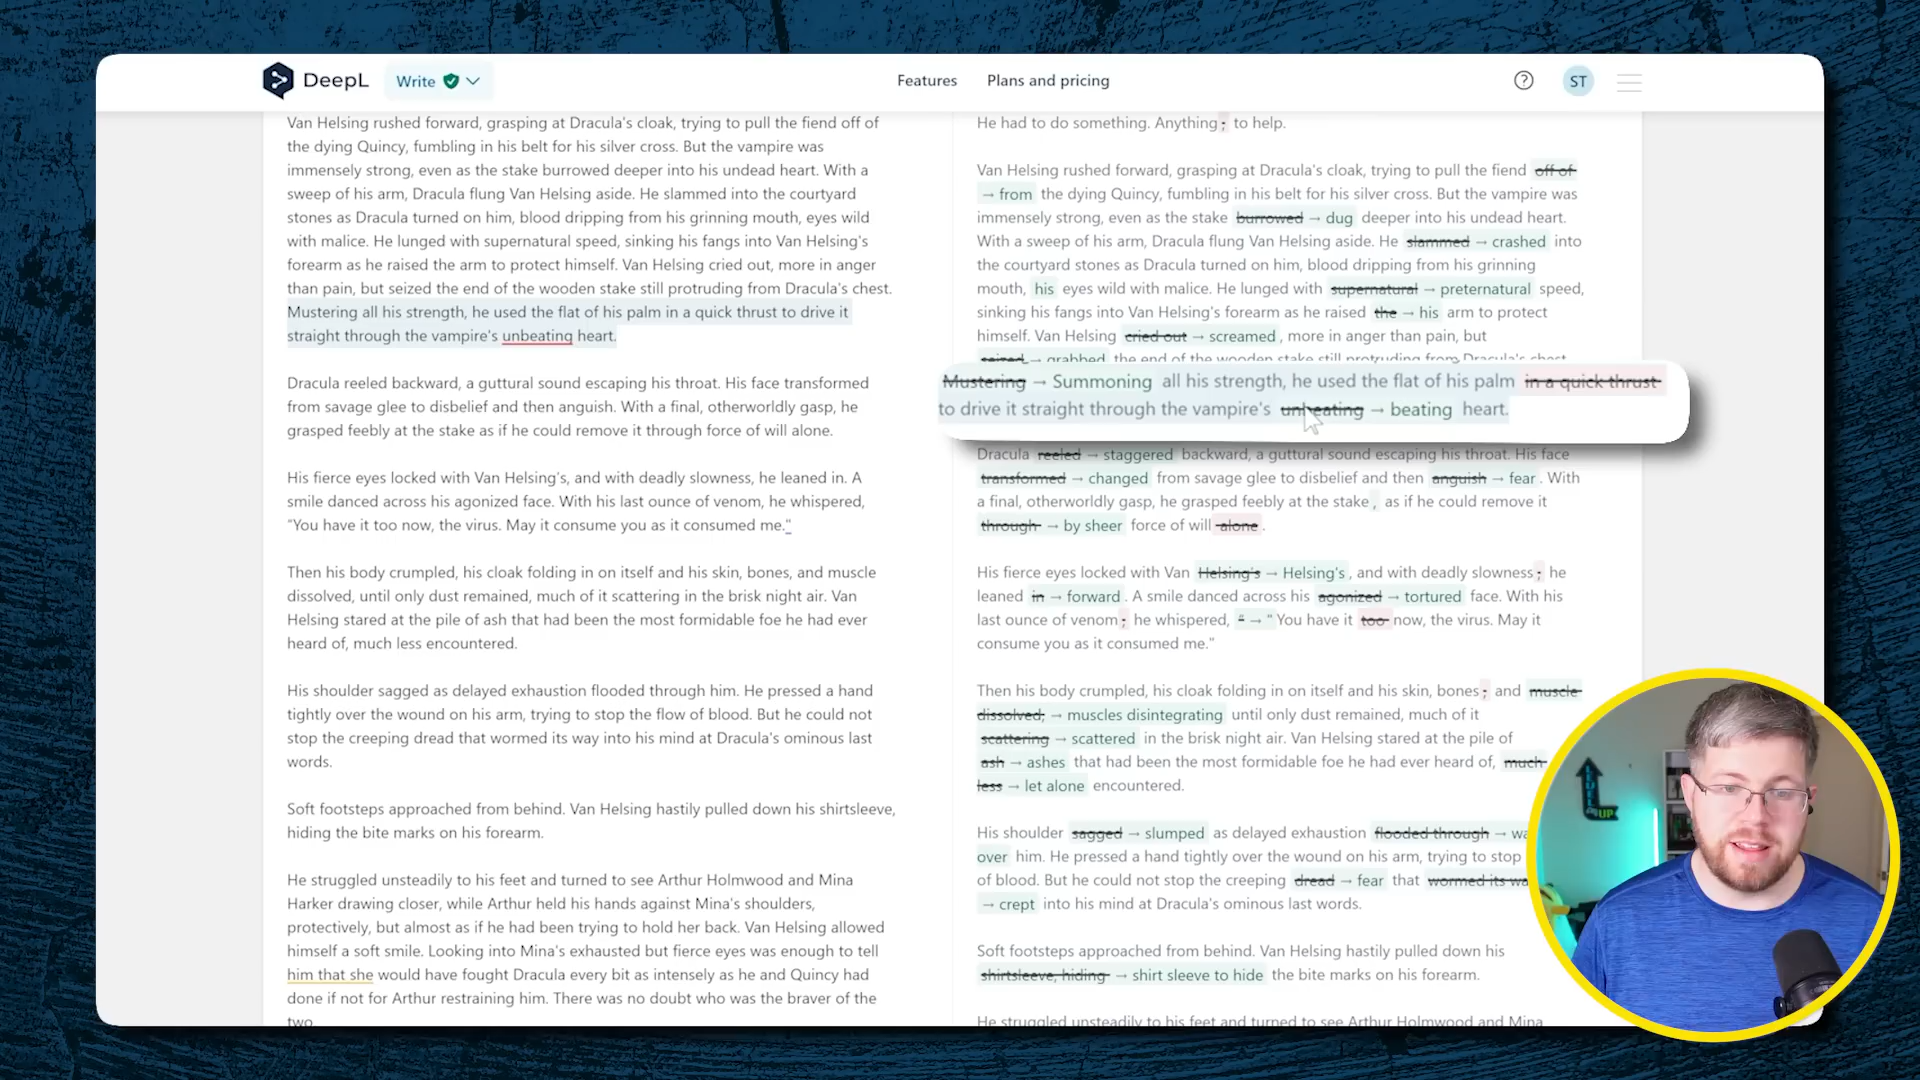 DeepL
Write
Features
Plans and pricing
ST
Van Helsing rushed forward, grasping at Dracula's cloak, trying to pull the fiend off of
the dying Quincy, fumbling in his belt for his silver cross. But the vampire was
immensely strong, even as the stake burrowed deeper into his undead heart. With a
sweep of his arm, Dracula flung Van Helsing aside. He slammed into the courtyard
stones as Dracula turned on him, blood dripping from his grinning mouth, eyes wild
with malice. He lunged with supernatural speed, sinking his fangs into Van Helsing's
forearm as he raised the arm to protect himself. Van Helsing cried out, more in anger
than pain, but seized the end of the wooden stake still protruding from Dracula's chest.
Mustering all his strength, he used the flat of his palm in a quick thrust to drive it
straight through the vampire's unbeating heart.
Dracula reeled backward, a guttural sound escaping his throat. His face transformed
from savage glee to disbelief and then anguish. With a final, otherworldly gasp, he
grasped feebly at the stake as if he could remove it through force of will alone.
His fierce eyes locked with Van Helsing's, and with deadly slowness, he leaned in. A
smile danced across his agonized face. With his last ounce of venom, he whispered,
“You have it too now, the virus. May it consume you as it consumed me.”
Then his body crumpled, his cloak folding in on itself and his skin, bones, and muscle
dissolved, until only dust remained, much of it scattering in the brisk night air. Van
Helsing stared at the pile of ash that had been the most formidable foe he had ever
heard of, much less encountered.
His shoulder sagged as delayed exhaustion flooded through him. He pressed a hand
tightly over the wound on his arm, trying to stop the flow of blood. But he could not
stop the creeping dread that wormed its way into his mind at Dracula's ominous last
words.
Soft footsteps approached from behind. Van Helsing hastily pulled down his shirtsleeve,
hiding the bite marks on his forearm.
He struggled unsteadily to his feet and turned to see Arthur Holmwood and Mina
Harker drawing closer, while Arthur held his hands against Mina's shoulders,
protectively, but almost as if he had been trying to hold her back. Van Helsing allowed
himself a soft smile. Looking into Mina's exhausted but fierce eyes was enough to tell
him that she would have fought Dracula every bit as intensely as he and Quincy had
done if not for Arthur restraining him. There was no doubt who was the braver of the
two.
He had to do something. Anything, to help.
Van Helsing rushed forward, grasping at Dracula's cloak, trying to pull the fiend off of
→ from the dying Quincy, fumbling in his belt for his silver cross. But the vampire was
immensely strong, even as the stake burrowed → dug deeper into his undead heart.
With a sweep of his arm, Dracula flung Van Helsing aside. He slammed → crashed into
the courtyard stones as Dracula turned on him, blood dripping from his grinning
mouth, his eyes wild with malice. He lunged with supernatural → preternatural speed,
sinking his fangs into Van Helsing's forearm as he raised the → his arm to protect
himself. Van Helsing cried out → screamed, more in anger than pain, but
seized → grabbed the end of the wooden stake still protruding from Dracula's chest
Mustering → Summoning all his strength, he used the flat of his palm in a quick thrust
to drive it straight through the vampire's unbeating → beating heart.
Dracula reeled → staggered backward, a guttural sound escaping his throat. His face
transformed → changed from savage glee to disbelief and then anguish → fear. With
a final, otherworldly gasp, he grasped feebly at the stake, as if he could remove it
through → by sheer force of will alone.
His fierce eyes locked with Van Helsing's → Helsing's, and with deadly slowness, he
leaned in → forward. A smile danced across his agonized → tortured face. With his
last ounce of venom, he whispered, “ → "You have it too now, the virus. May it
consume you as it consumed me."
Then his body crumpled, his cloak folding in on itself and his skin, bones, and muscle
dissolved, → muscles disintegrating until only dust remained, much of it
scattering → scattered in the brisk night air. Van Helsing stared at the pile of
ash → ashes that had been the most formidable foe he had ever heard of, much
less → let alone encountered.
His shoulder sagged → slumped as delayed exhaustion flooded through →
over him. He pressed a hand tightly over the wound on his arm, trying to stop
of blood. But he could not stop the creeping dread → fear that wormed its
→ crept into his mind at Dracula's ominous last words.
Soft footsteps approached from behind. Van Helsing hastily pulled down his
shirtsleeve, hiding → shirt sleeve to hide the bite marks on his forearm.
He struggled unsteadily to his feet and turned to see Arthur Holmwood and Mina
UP